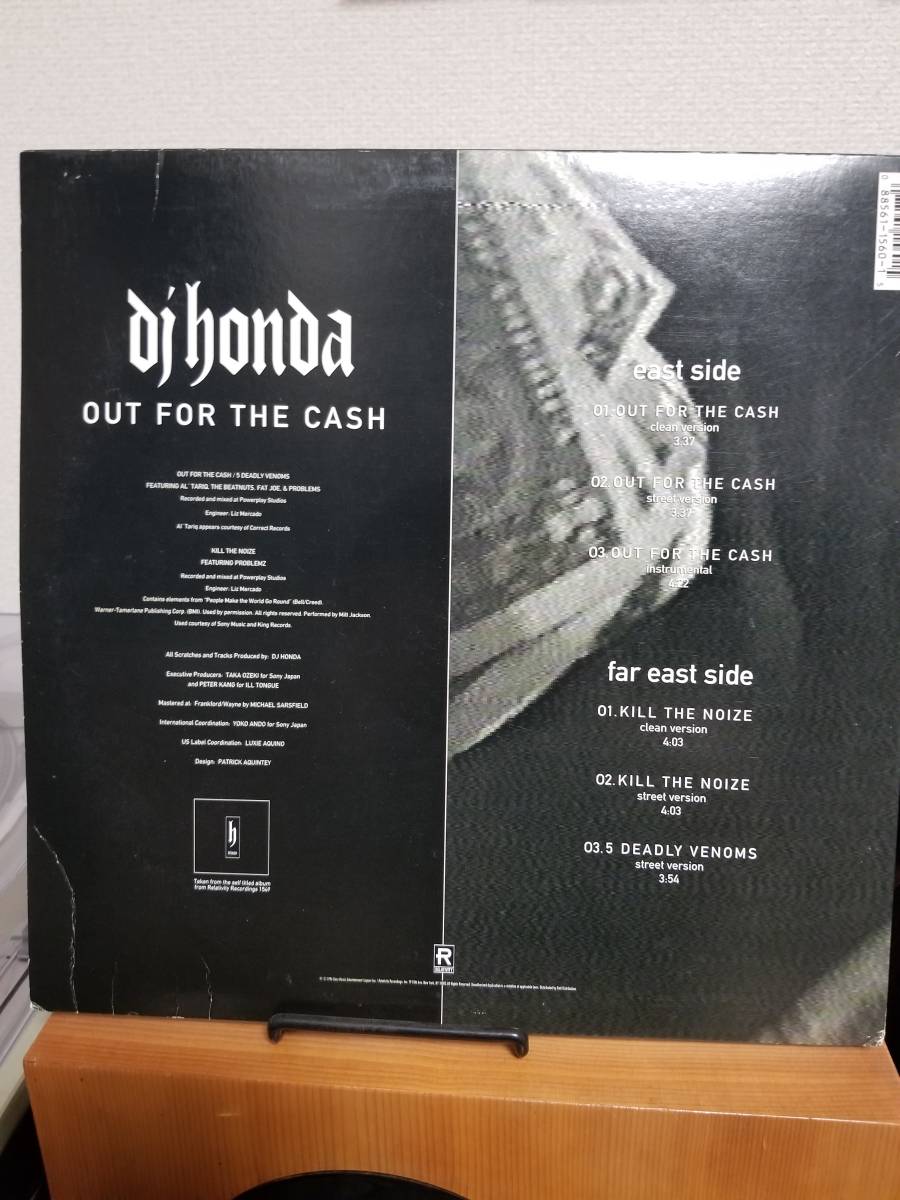 dj honda
OUT FOR THE CASH
OUT FOR THE CASH / 5 DEADLY VENOMS
FEATURING AL' TARIQ, THE BEATNUTS, FAT JOE, & PROBLEMS
Recorded and mixed at Powerplay Studios
Engineer: Liz Mercado
Al' Tariq appears courtesy of Correct Records
KILL THE NOIZE
FEATURING PROBLEMZ
Recorded and mixed at Powerplay Studios
Engineer: Liz Mercado
Contains elements from "People Make the World Go Round" (Bell/Creed).
Warner-Tamerlane Publishing Corp. (BMI). Used by permission. All rights reserved. Performed by Milt Jackson.
Used courtesy of Sony Music and King Records.
All Scratches and Tracks Produced by: DJ HONDA
Executive Producers: TAKA OZEKI for Sony Japan
and PETER KANG for ILL TONGUE
Mastered at: Frankford/Wayne by MICHAEL SARSFIELD
International Coordination: YOKO ANDO for Sony Japan
US Label Coordination: LUXIE AQUINO
Design: PATRICK AQUINTEY
h
Taken from the self titled album
from Relativity Recordings 1549
east side
01.OUT FOR THE CASH
clean version
3.37
02.OUT FOR THE CASH
street version
3.37
03.OUT FOR THE CASH
instrumental
4:22
far east side
01.KILL THE NOIZE
clean version
4:03
02.KILL THE NOIZE
street version
4:03
03.5 DEADLY VENOMS
street version
3:54
R
RELATIVITY
0 88561-1560-1 5